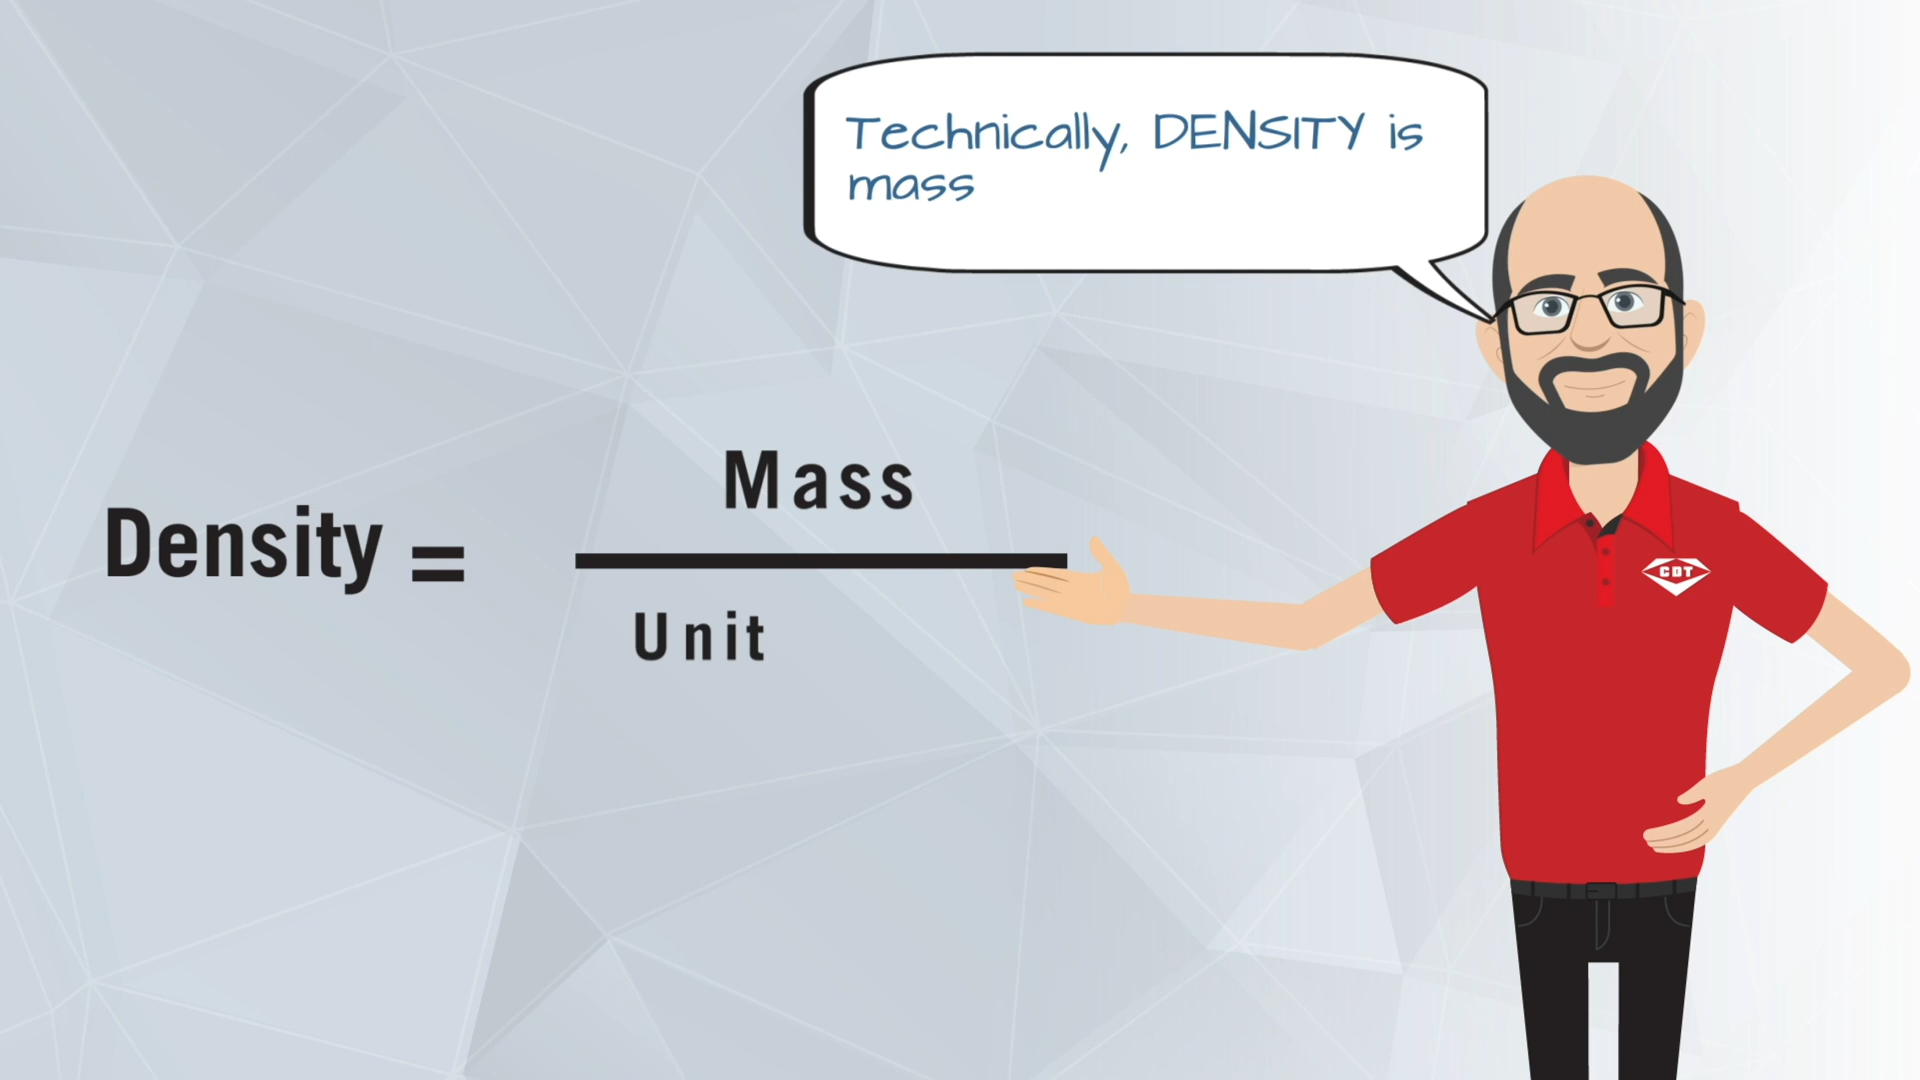 Technically, DENSITY is
mass
Density =
Mass
Unit
CDT